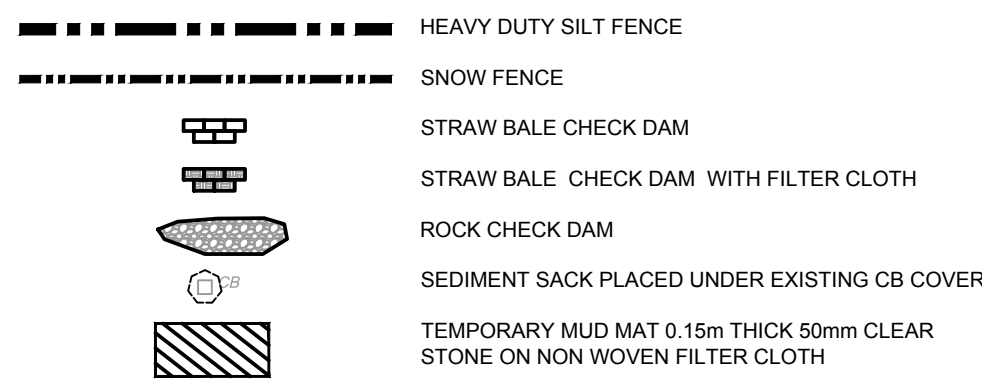 HEAVY DUTY SILT FENCE
SNOW FENCE
STRAW BALE CHECK DAM
STRAW BALE CHECK DAM WITH FILTER CLOTH
ROCK CHECK DAM
CB
SEDIMENT SACK PLACED UNDER EXISTING CB COVER
TEMPORARY MUD MAT 0.15m THICK 50mm CLEAR
STONE ON NON WOVEN FILTER CLOTH